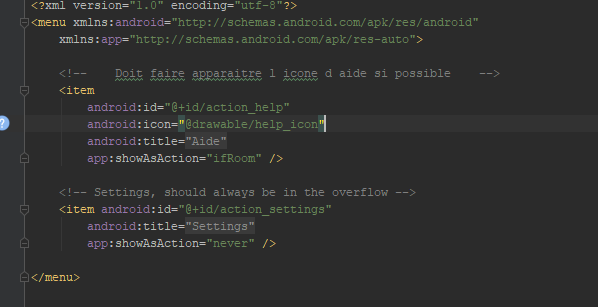 <?xml version="1.0" encoding="utf-8"?>
<menu xmlns:android="http://schemas.android.com/apk/res/android"
xmlns:app="http://schemas.android.com/apk/res-auto">
<!-- Doit faire apparaitre l icone d aide si possible -->
<item
android:id="@+id/action_help"
android:icon="@drawable/help_icon"
android:title="Aide"
app:showAsAction="ifRoom" />
<!-- Settings, should always be in the overflow -->
<item android:id="@+id/action_settings"
android:title="Settings"
app:showAsAction="never" />
</menu>